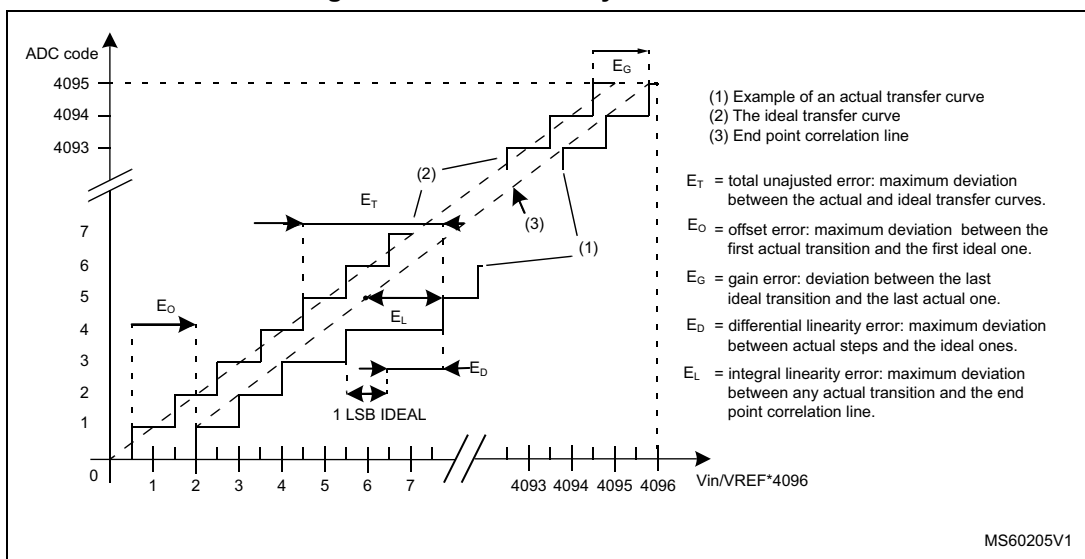 ADC code
4095
4094
4093
7
6
5
4
3
2
1
0
1 2 3 4 5 6 7 4093 4094 4095 4096
Vin/VREF*4096
EG
(2)
ET
(3)
(1)
EO
EL
ED
1 LSB IDEAL
(1) Example of an actual transfer curve
(2) The ideal transfer curve
(3) End point correlation line
ET = total unajusted error: maximum deviation
between the actual and ideal transfer curves.
EO = offset error: maximum deviation between the
first actual transition and the first ideal one.
EG = gain error: deviation between the last
ideal transition and the last actual one.
ED = differential linearity error: maximum deviation
between actual steps and the ideal ones.
EL = integral linearity error: maximum deviation
between any actual transition and the end
point correlation line.
MS60205V1